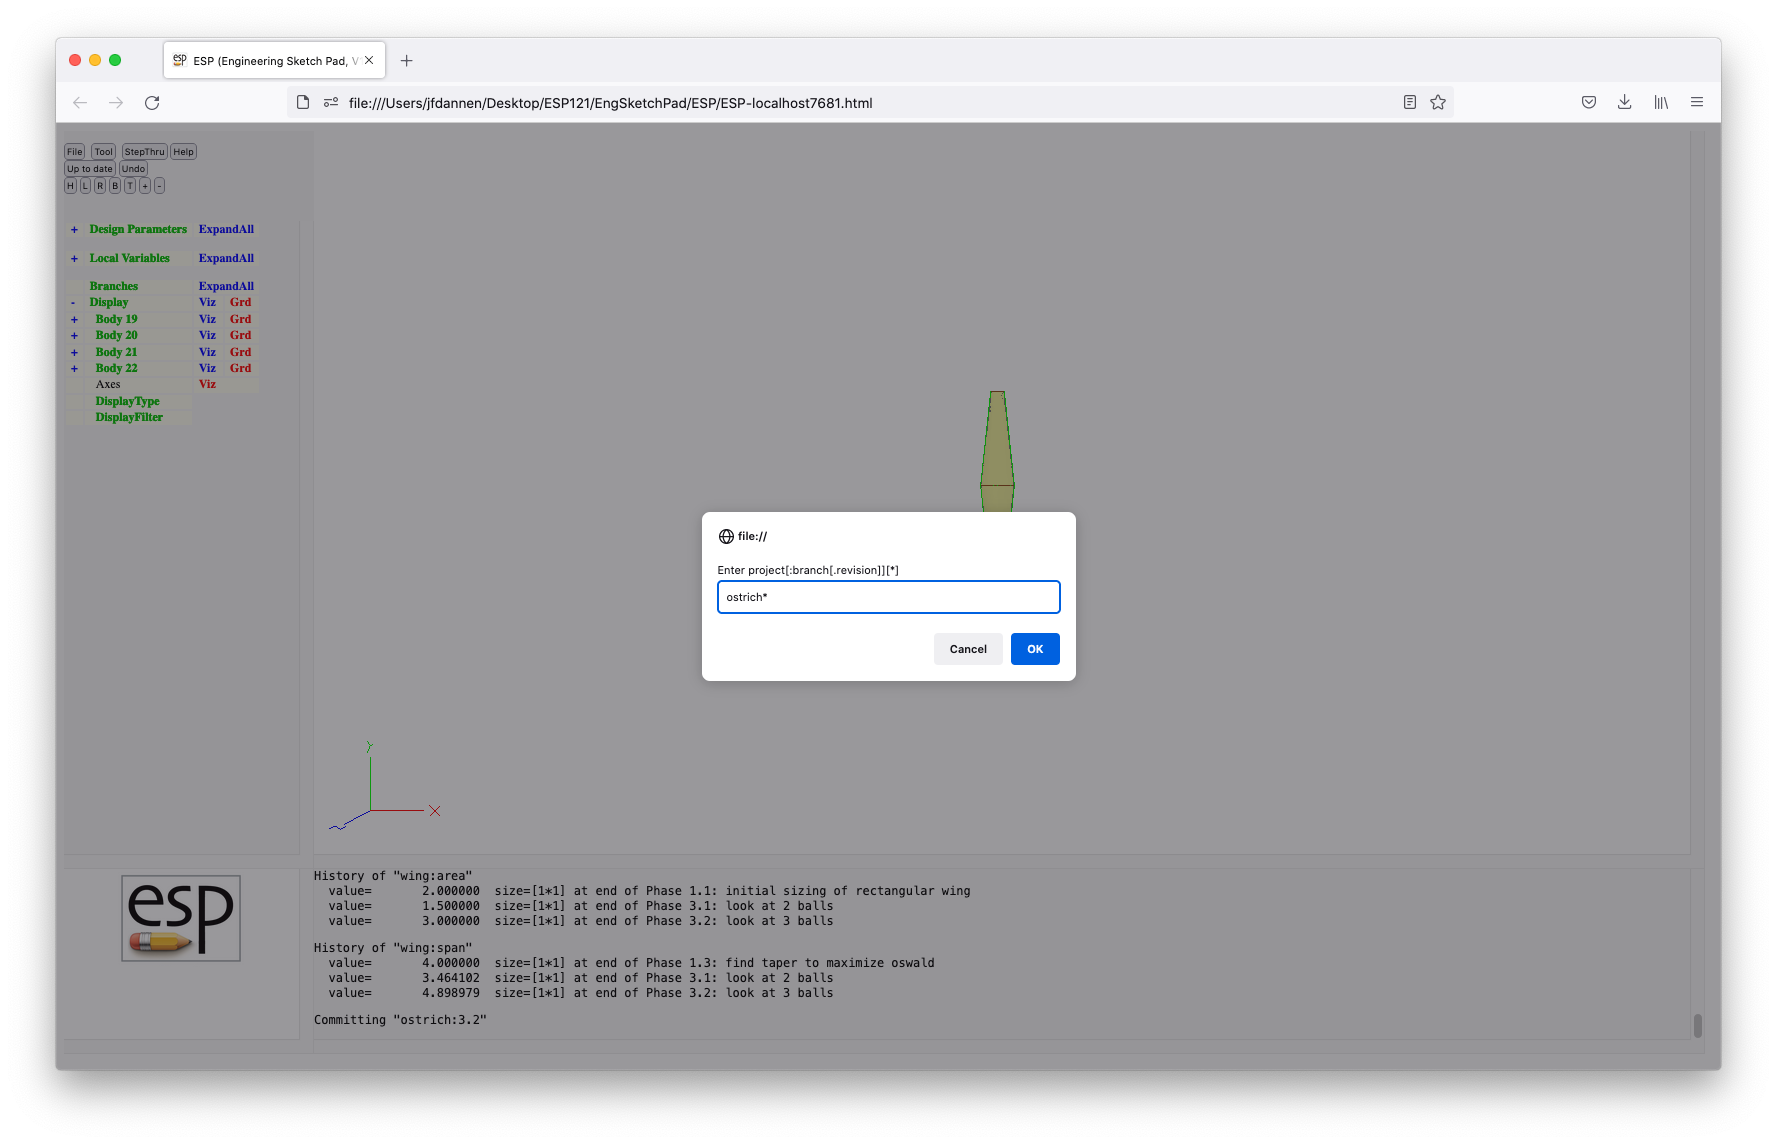 esp ESP (Engineering Sketch Pad, V
file:///Users/jfdannen/Desktop/ESP121/EngSketchPad/ESP/ESP-localhost7681.html
File Tool StepThru Help
Up to date Undo
H L R B T + -
+ Design Parameters ExpandAll
+ Local Variables ExpandAll
Branches ExpandAll
- Display Viz Grd
+ Body 19 Viz Grd
+ Body 20 Viz Grd
+ Body 21 Viz Grd
+ Body 22 Viz Grd
Axes Viz
DisplayType
DisplayFilter
file://
Enter project[:branch[.revision]][*]
ostrich*
Cancel OK
Y
X
esp
History of "wing:area"
value= 2.000000 size=[1*1] at end of Phase 1.1: initial sizing of rectangular wing
value= 1.500000 size=[1*1] at end of Phase 3.1: look at 2 balls
value= 3.000000 size=[1*1] at end of Phase 3.2: look at 3 balls
History of "wing:span"
value= 4.000000 size=[1*1] at end of Phase 1.3: find taper to maximize oswald
value= 3.464102 size=[1*1] at end of Phase 3.1: look at 2 balls
value= 4.898979 size=[1*1] at end of Phase 3.2: look at 3 balls
Committing "ostrich:3.2"